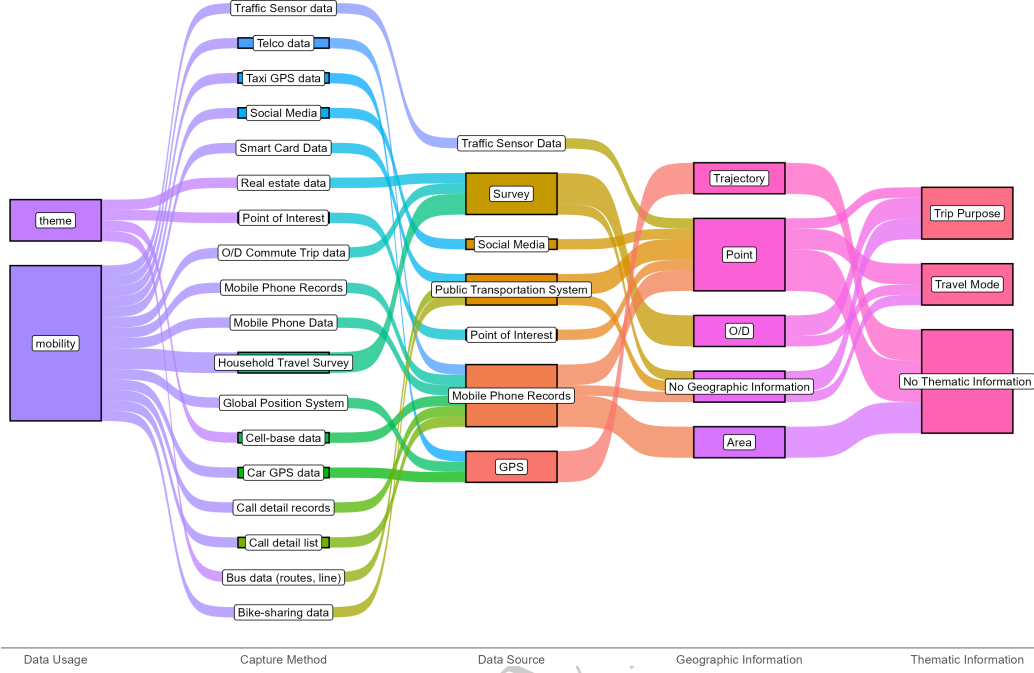 Traffic Sensor data
Telco data
Taxi GPS data
Social Media
Smart Card Data
Real estate data
Point of Interest
O/D Commute Trip data
Mobile Phone Records
Mobile Phone Data
Household Travel Survey
Global Position System
Cell-base data
Car GPS data
Call detail records
Call detail list
Bus data (routes, line)
Bike-sharing data
theme
mobility
Traffic Sensor Data
Survey
Social Media
Public Transportation System
Point of Interest
Mobile Phone Records
GPS
Trajectory
Point
O/D
No Geographic Information
Area
Trip Purpose
Travel Mode
No Thematic Information
Data Usage
Capture Method
Data Source
Geographic Information
Thematic Information